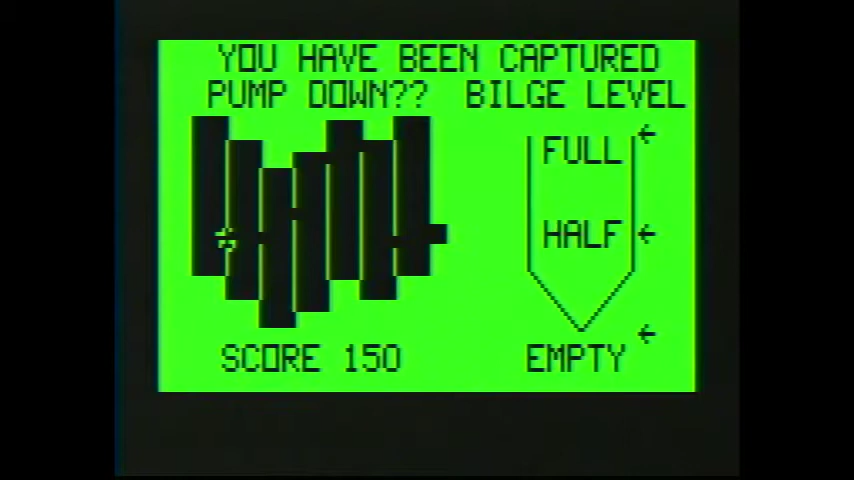 YOU HAVE BEEN CAPTURED
PUMP DOWN?? BILGE LEVEL
FULL ←
HALF ←
←
SCORE 150 EMPTY